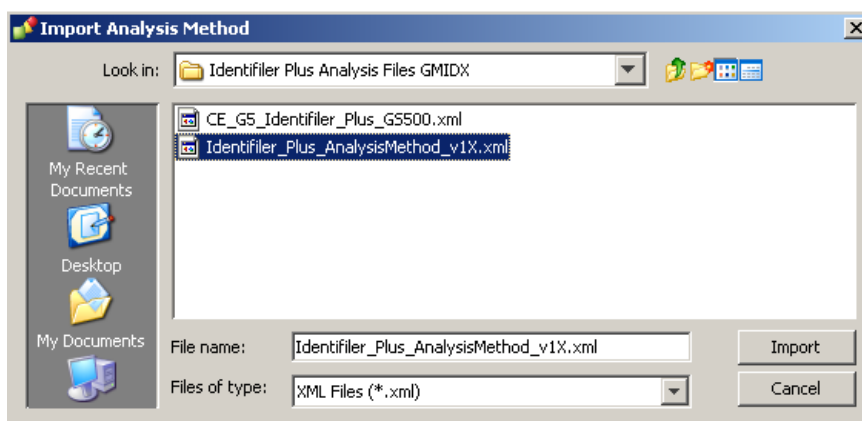 Import Analysis Method
Look in: Identifiler Plus Analysis Files GMIDX
CE_G5_Identifiler_Plus_GS500.xml
Identifiler_Plus_AnalysisMethod_v1X.xml
My Recent
Documents
Desktop
My Documents
File name: Identifiler_Plus_AnalysisMethod_v1X.xml Import
Files of type: XML Files (*.xml) Cancel